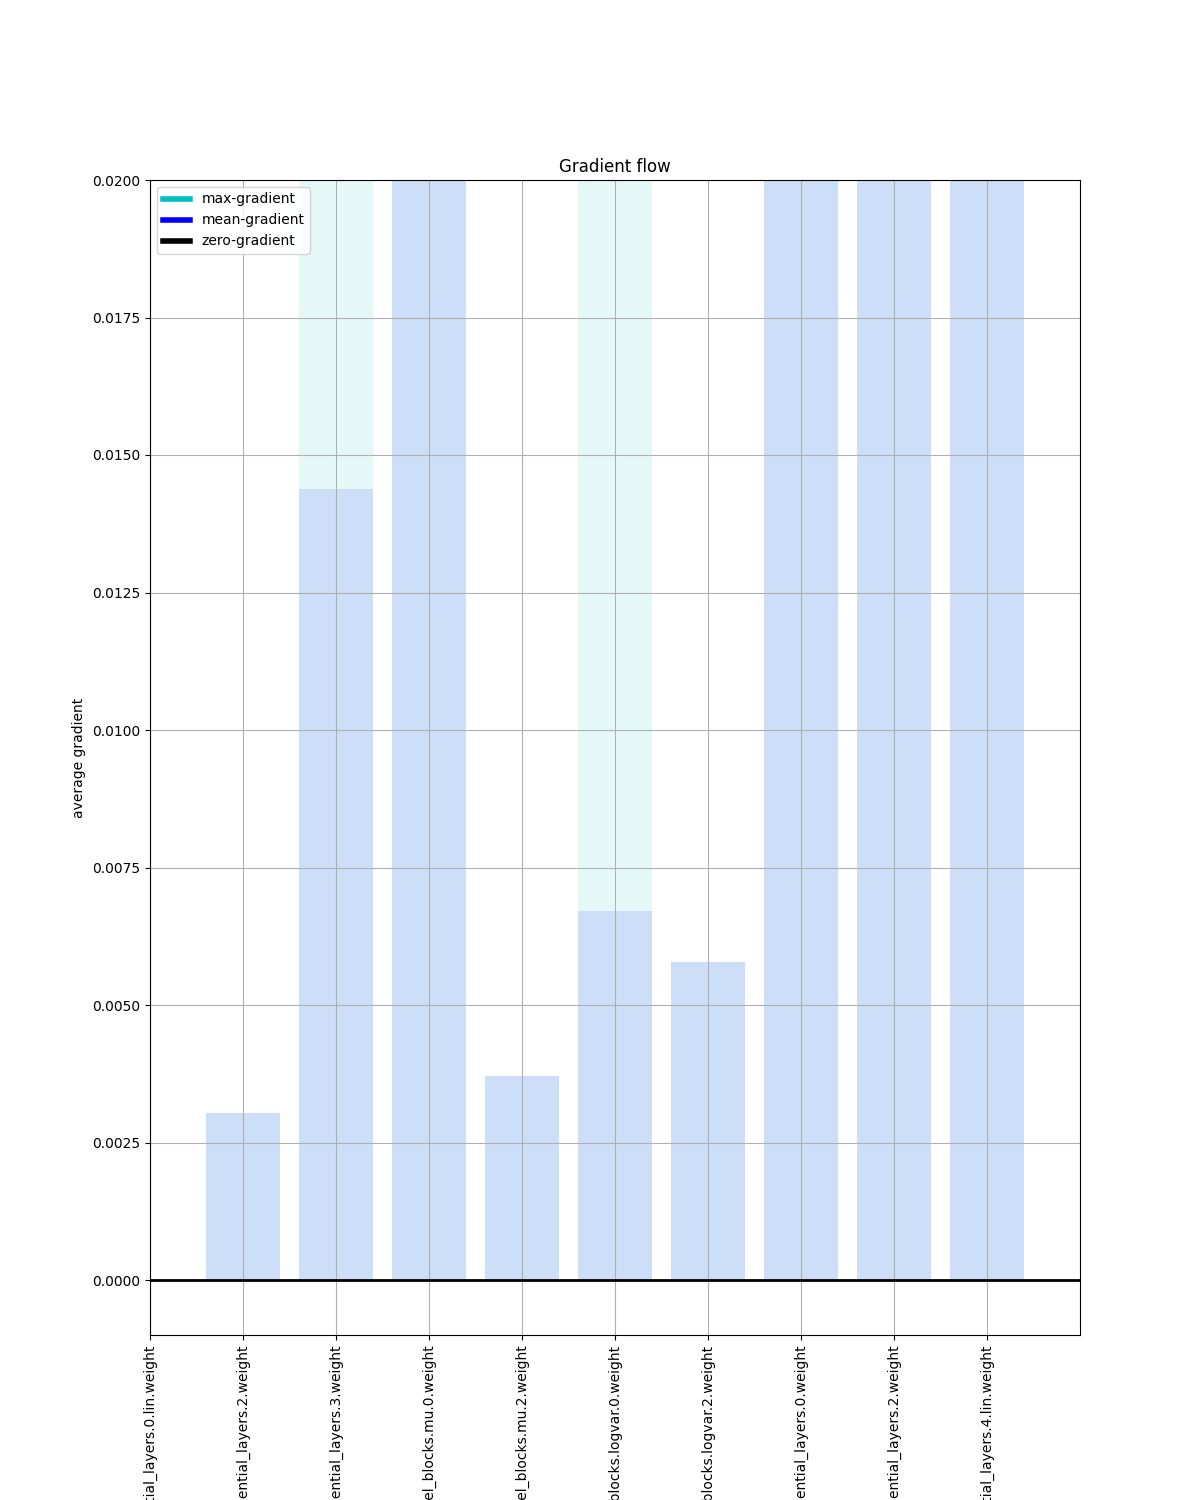 Gradient flow
max-gradient
mean-gradient
zero-gradient
0.0200
0.0175
0.0150
0.0125
0.0100
0.0075
0.0050
0.0025
0.0000
average gradient
tial_layers.0.lin.weight
ential_layers.2.weight
ential_layers.3.weight
el_blocks.mu.0.weight
el_blocks.mu.2.weight
blocks.logvar.0.weight
blocks.logvar.2.weight
ential_layers.0.weight
ential_layers.2.weight
tial_layers.4.lin.weight